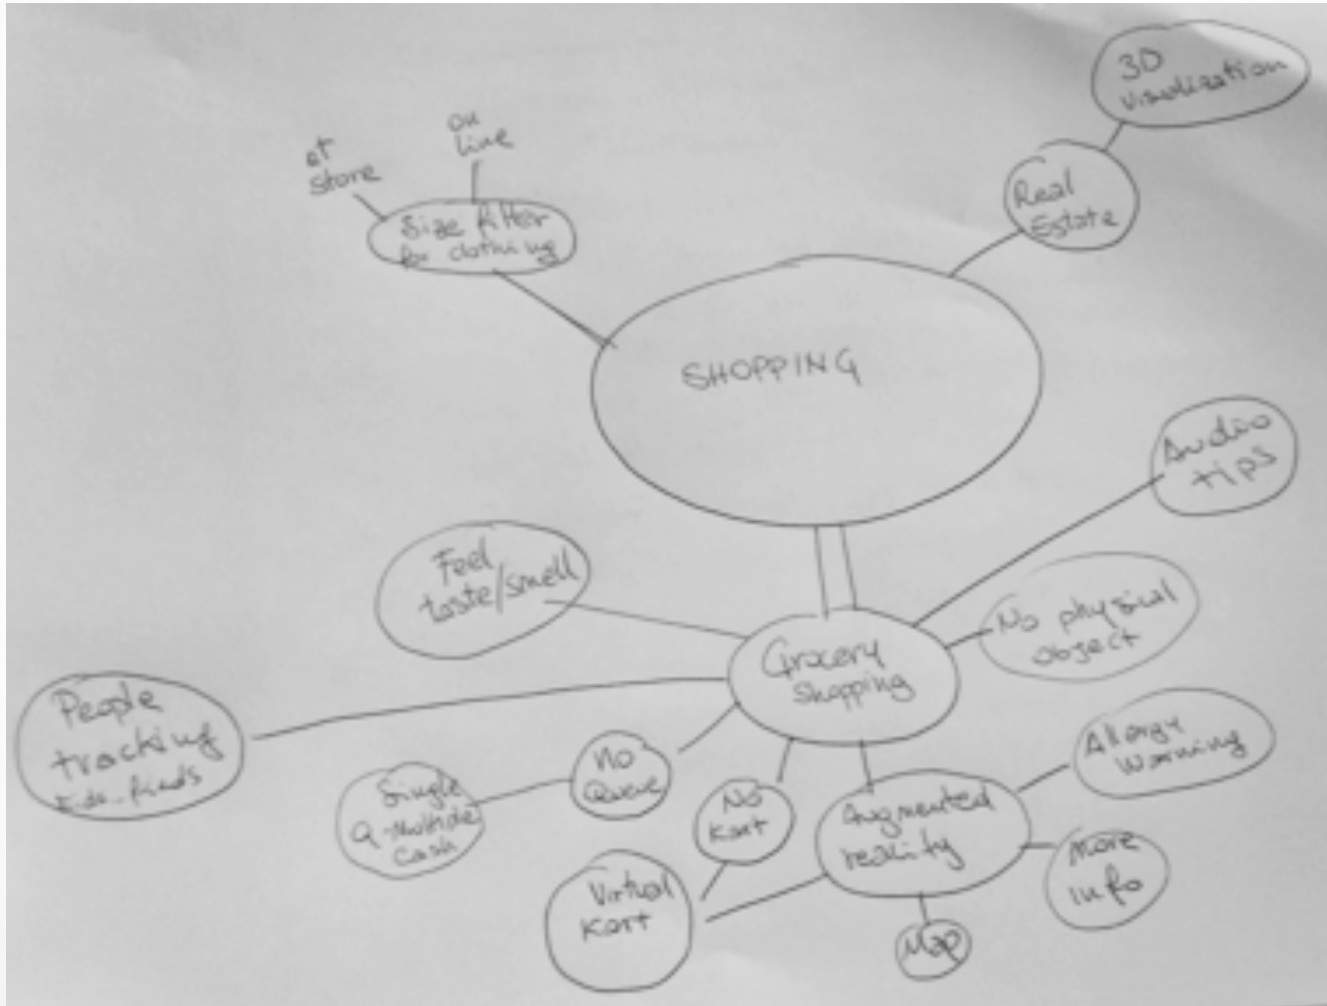 3D
visualization
Real
Estate
at
store
on
line
Size filter
for clothing
SHOPPING
Audio
tips
Feel
taste/smell
No physical
object
Grocery
Shopping
People
tracking
Allergy
Warning
No
Queue
Single
Q-Multiple
Cash
No
Kart
Augmented
reality
More
info
Virtual
Kart
Map